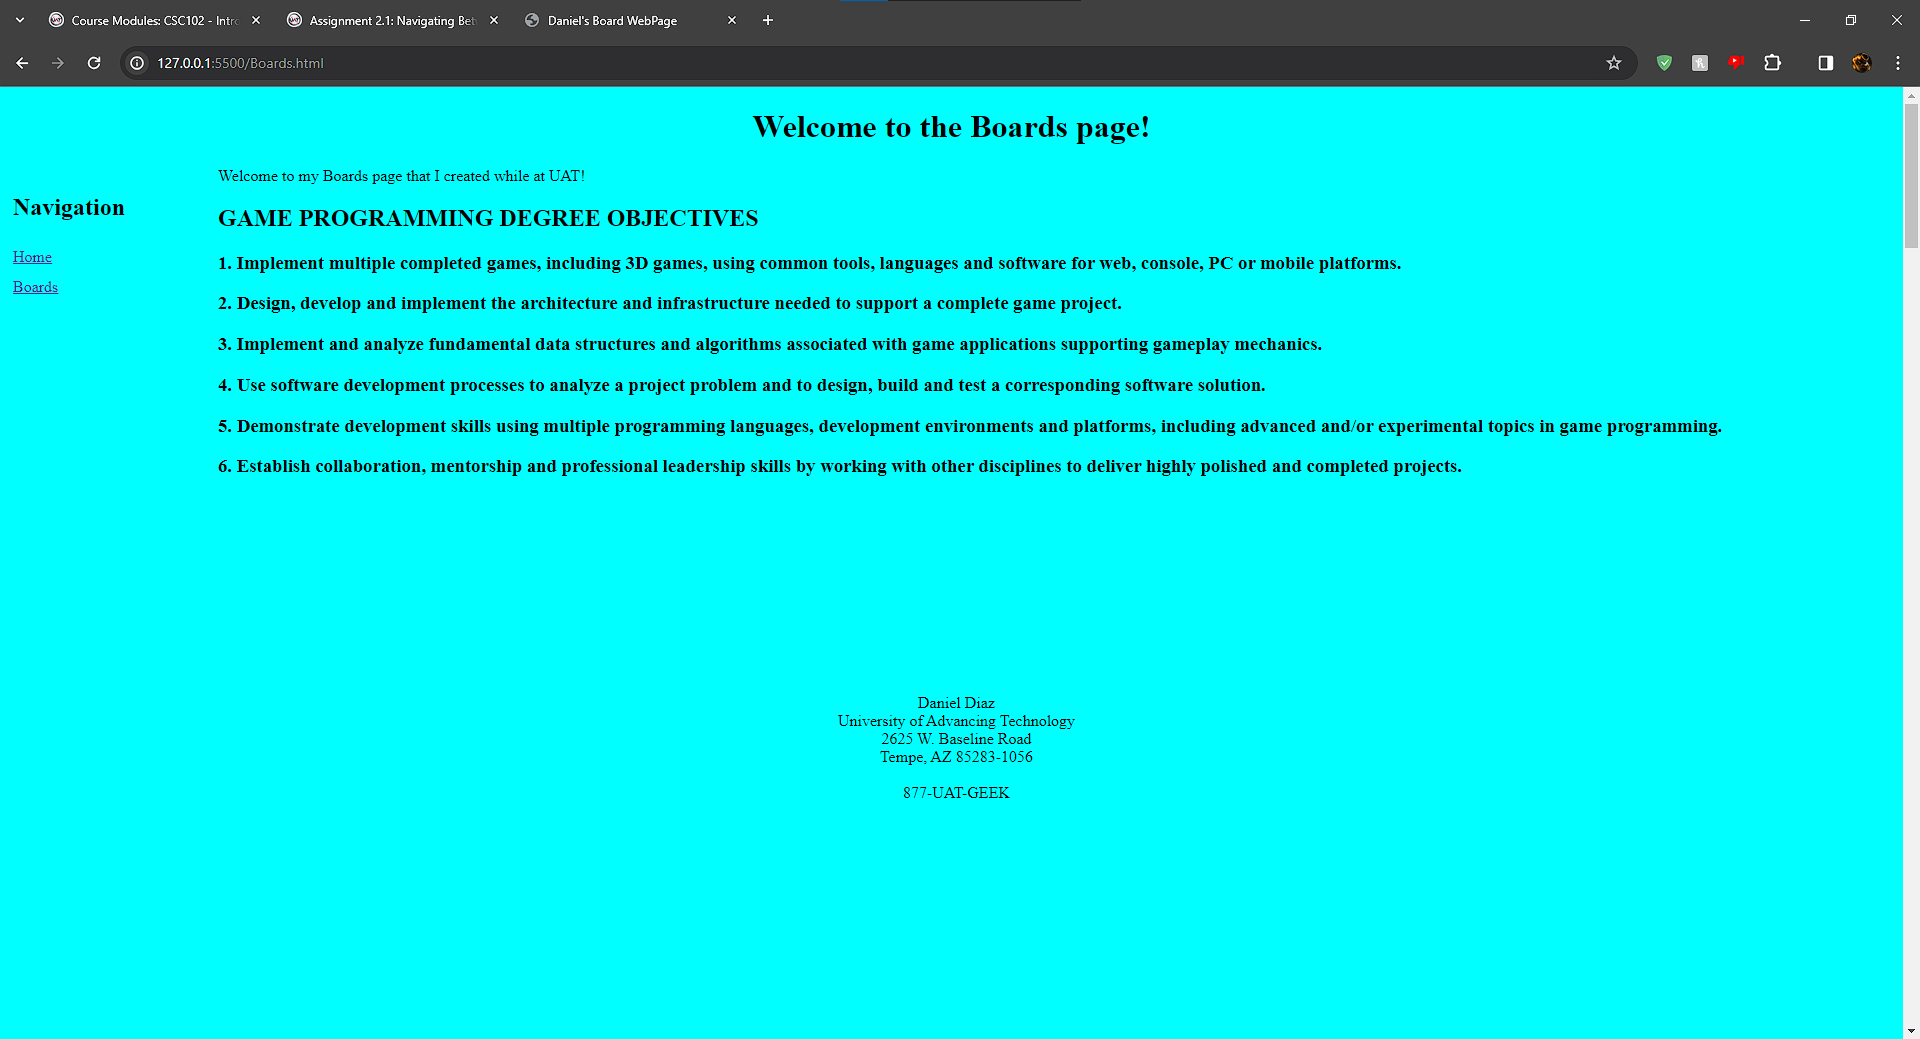 Course Modules: CSC102 - Intro
Assignment 2.1: Navigating Bet
Daniel's Board WebPage
127.0.0.1:5500/Boards.html
Welcome to the Boards page!
Welcome to my Boards page that I created while at UAT!
Navigation
GAME PROGRAMMING DEGREE OBJECTIVES
Home
1. Implement multiple completed games, including 3D games, using common tools, languages and software for web, console, PC or mobile platforms.
Boards
2. Design, develop and implement the architecture and infrastructure needed to support a complete game project.
3. Implement and analyze fundamental data structures and algorithms associated with game applications supporting gameplay mechanics.
4. Use software development processes to analyze a project problem and to design, build and test a corresponding software solution.
5. Demonstrate development skills using multiple programming languages, development environments and platforms, including advanced and/or experimental topics in game programming.
6. Establish collaboration, mentorship and professional leadership skills by working with other disciplines to deliver highly polished and completed projects.
Daniel Diaz
University of Advancing Technology
2625 W. Baseline Road
Tempe, AZ 85283-1056
877-UAT-GEEK